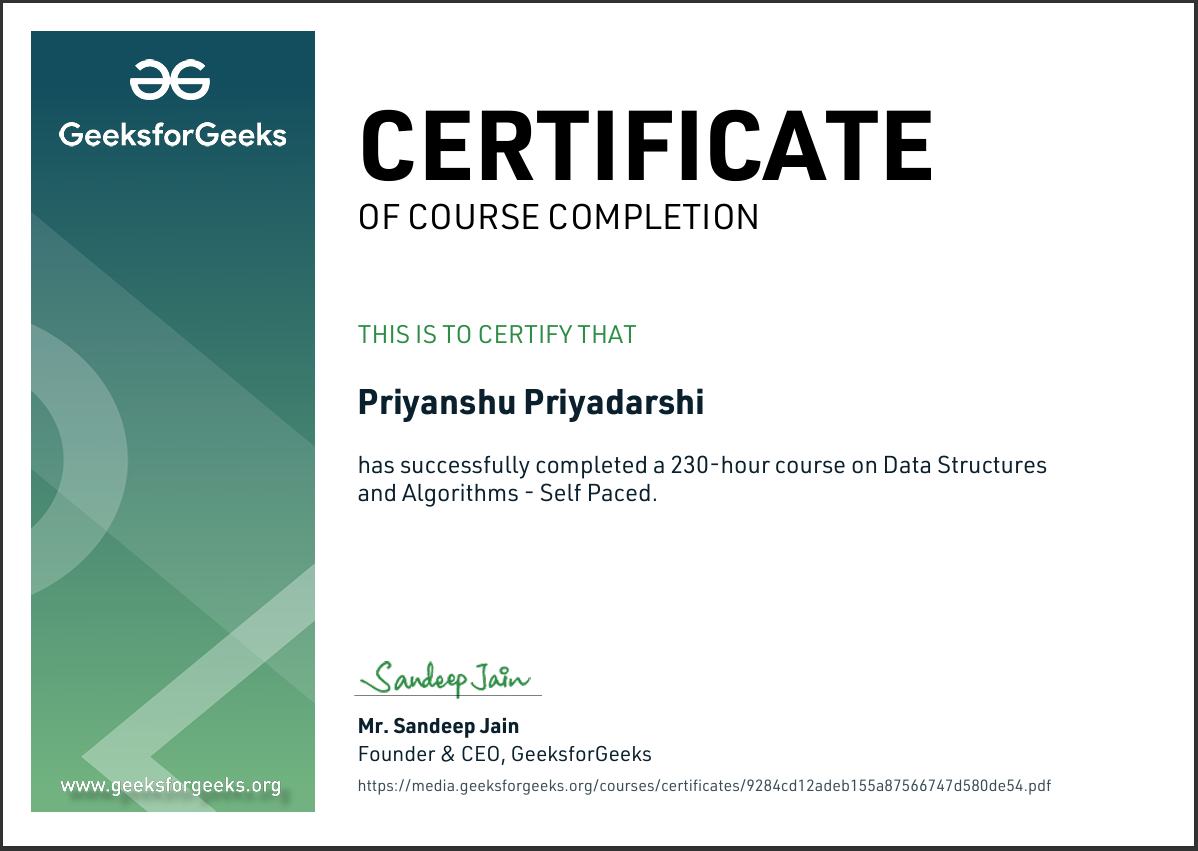 GeeksforGeeks
CERTIFICATE
OF COURSE COMPLETION
THIS IS TO CERTIFY THAT
Priyanshu Priyadarshi
has successfully completed a 230-hour course on Data Structures
and Algorithms - Self Paced.
Sandeep Jain
Mr. Sandeep Jain
Founder & CEO, GeeksforGeeks
https://media.geeksforgeeks.org/courses/certificates/9284cd12adeb155a87566747d580de54.pdf
www.geeksforgeeks.org